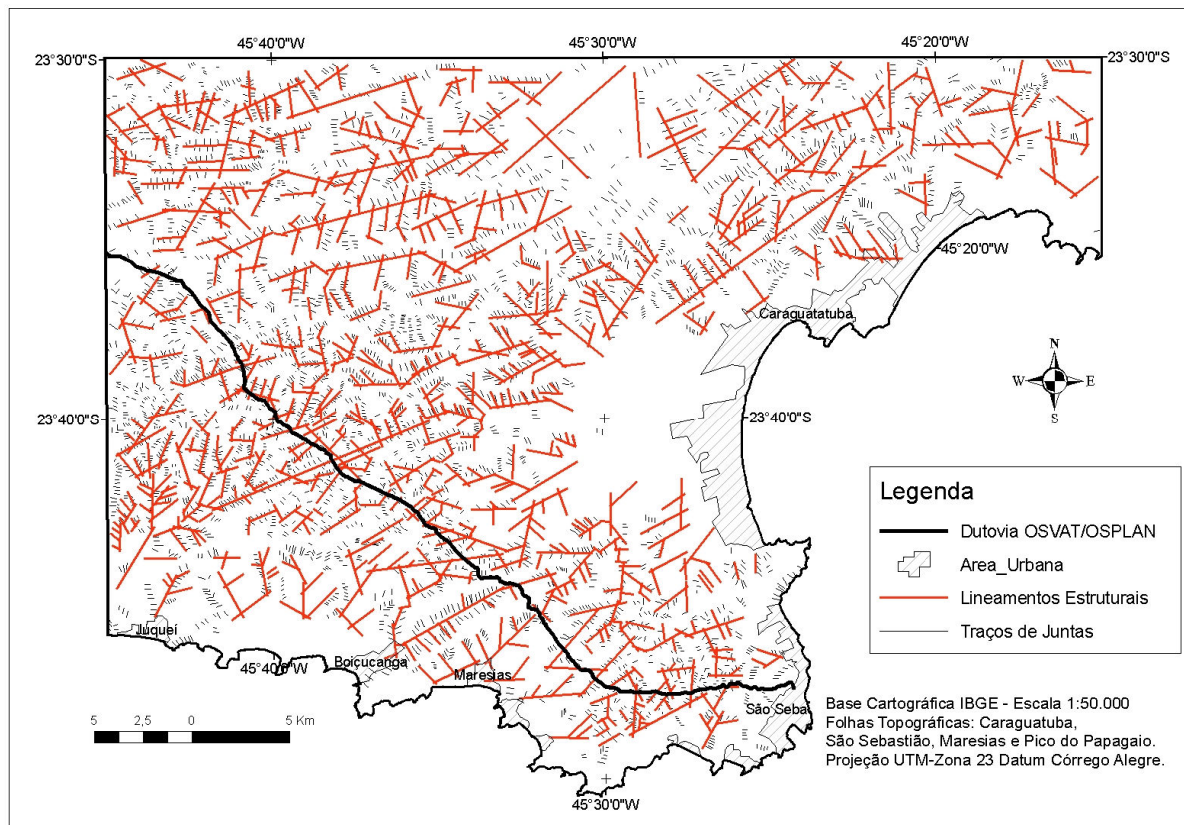 45°40'0"W
45°30'0"W
45°20'0"W
23°30'0"S
23°30'0"S
45°20'0"W
Caraguatatuba
N
W E
S
23°40'0"S
23°40'0"S
Legenda
Dutovia OSVAT/OSPLAN
Area_Urbana
Lineamentos Estruturais
Traços de Juntas
Juqueí
Boiçucanga
45°40'0"W
Maresias
São Seba
5 2,5 0 5 Km
Base Cartográfica IBGE - Escala 1:50.000
Folhas Topográficas: Caraguatuba,
São Sebastião, Maresias e Pico do Papagaio.
Projeção UTM-Zona 23 Datum Córrego Alegre.
45°30'0"W